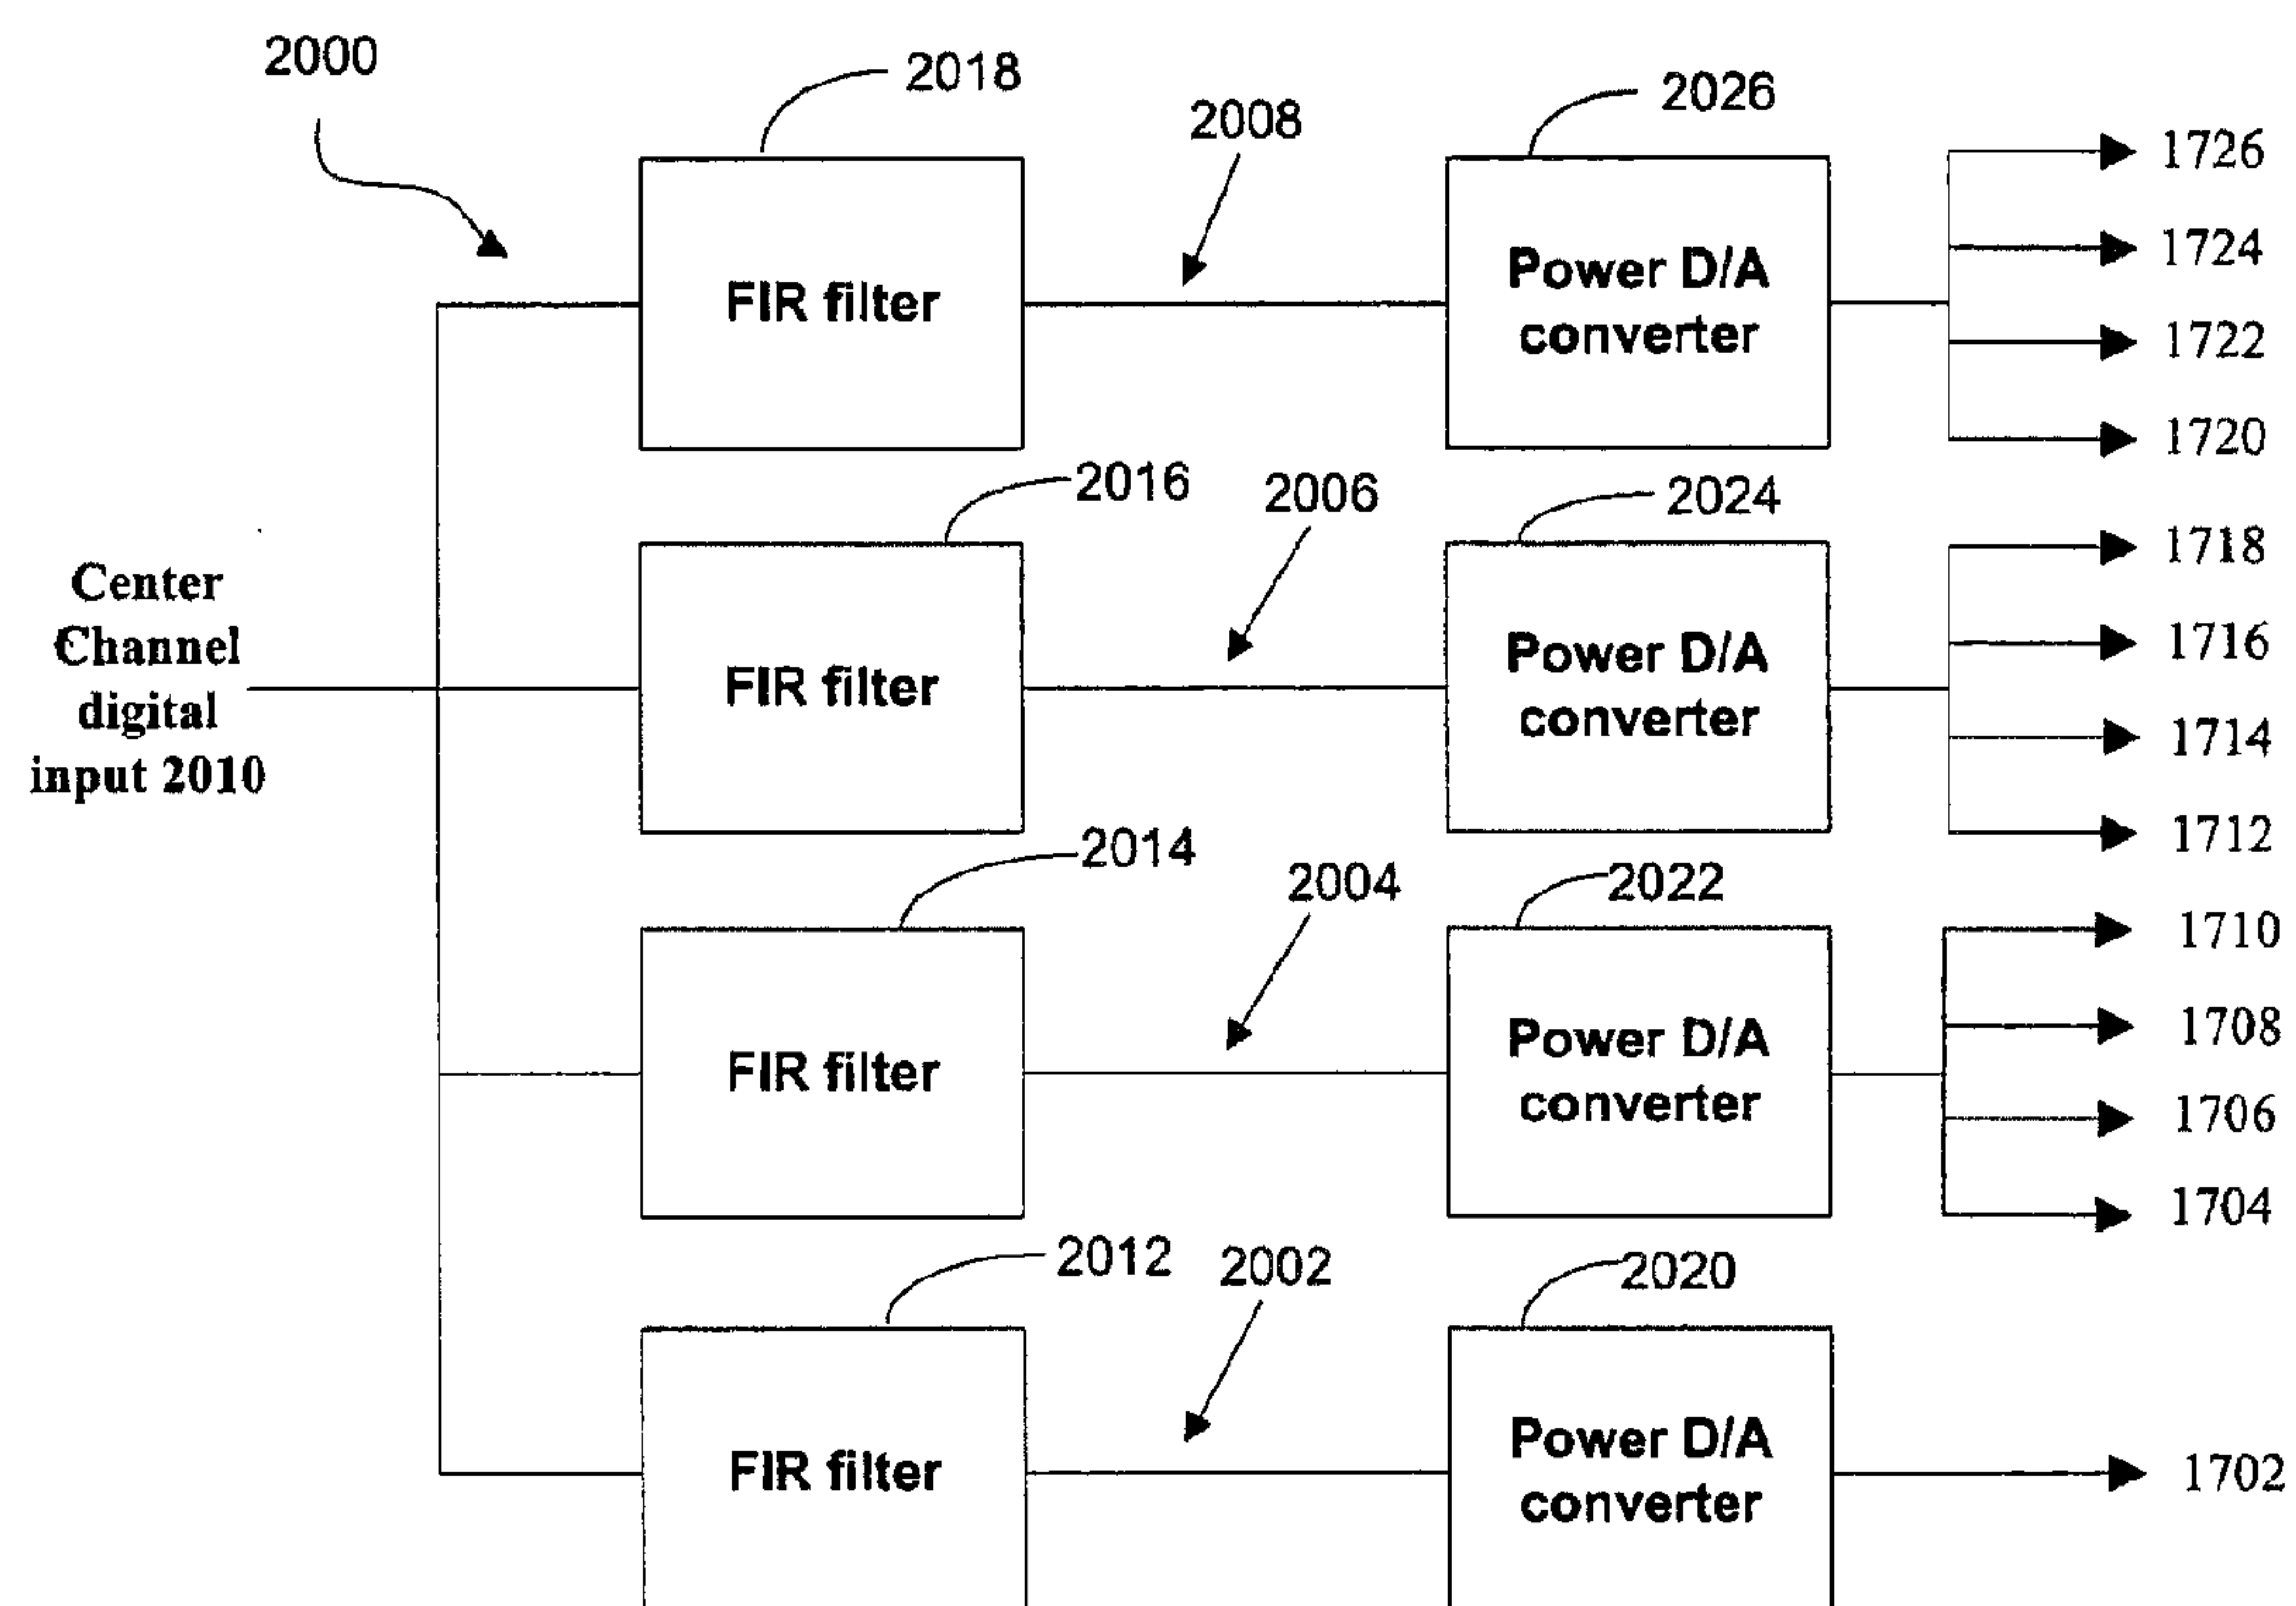 2000
2018
2008
2026
1726
1724
1722
1720
FIR filter
Power D/A
converter
2016
2006
2024
1718
1716
1714
1712
Center
Channel
digital
input 2010
FIR filter
Power D/A
converter
2014
2004
2022
1710
1708
1706
1704
FIR filter
Power D/A
converter
2012
2002
2020
FIR filter
Power D/A
converter
1702